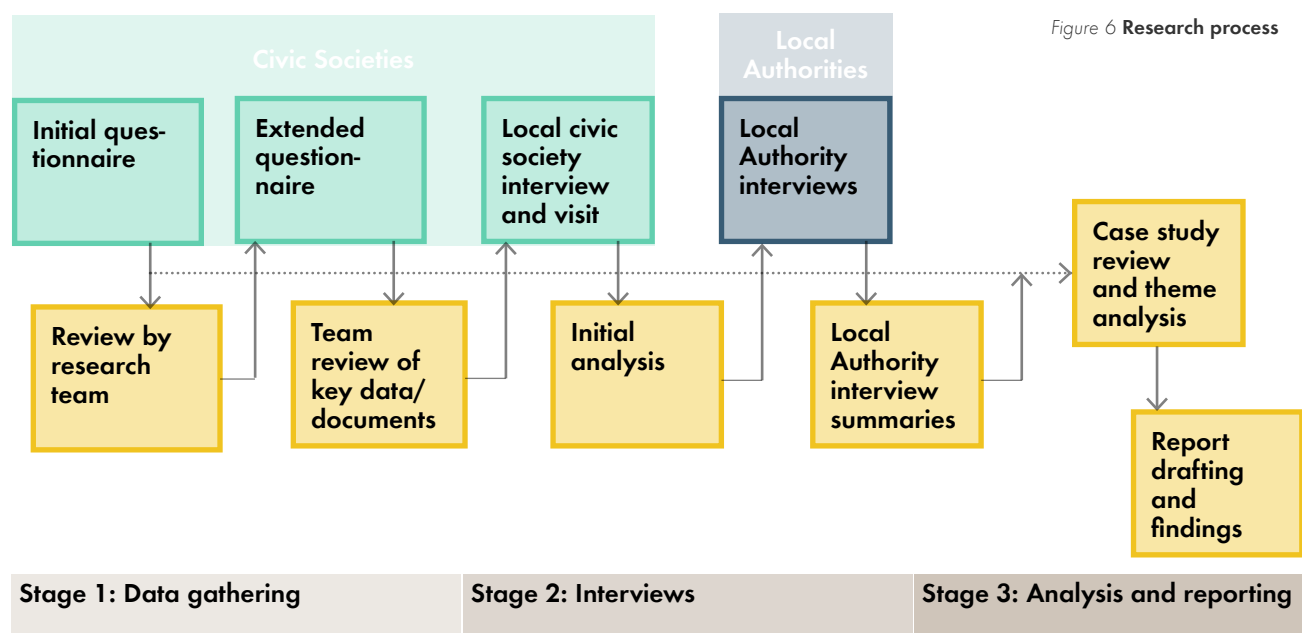 Figure 6 Research process
Civic Societies
Local
Authorities
Initial ques-
tionnaire
Extended
question-
naire
Local civic
society
interview
and visit
Local
Authority
interviews
Case study
review
and theme
analysis
Review by
research
team
Team
review of
key data/
documents
Initial
analysis
Local
Authority
interview
summaries
Report
drafting
and
findings
Stage 1: Data gathering
Stage 2: Interviews
Stage 3: Analysis and reporting